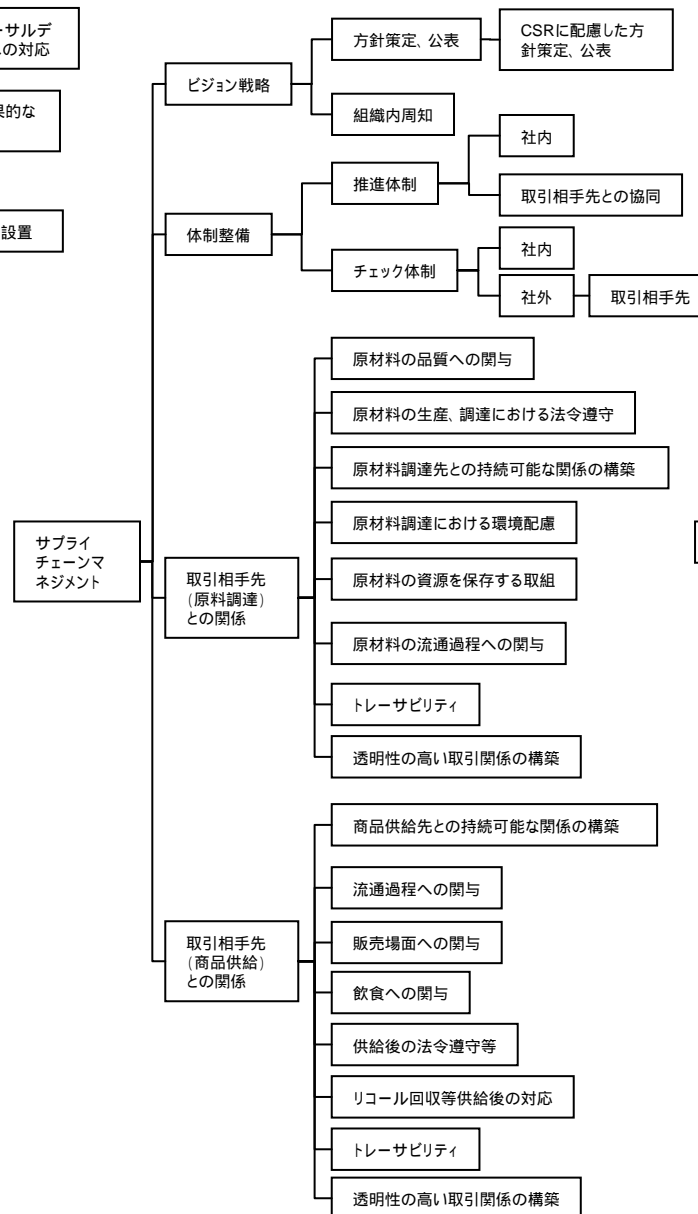 ーサルデ
への対応
果的な
設置
サプライ
チェーンマ
ネジメント
ビジョン戦略
方針策定、公表
CSRに配慮した方
針策定、公表
組織内周知
体制整備
推進体制
社内
取引相手先との協同
チェック体制
社内
社外
取引相手先
取引相手先
(原料調達)
との関係
原材料の品質への関与
原材料の生産、調達における法令遵守
原材料調達先との持続可能な関係の構築
原材料調達における環境配慮
原材料の資源を保存する取組
原材料の流通過程への関与
トレーサビリティ
透明性の高い取引関係の構築
取引相手先
(商品供給)
との関係
商品供給先との持続可能な関係の構築
流通過程への関与
販売場面への関与
飲食への関与
供給後の法令遵守等
リコール回収等供給後の対応
トレーサビリティ
透明性の高い取引関係の構築